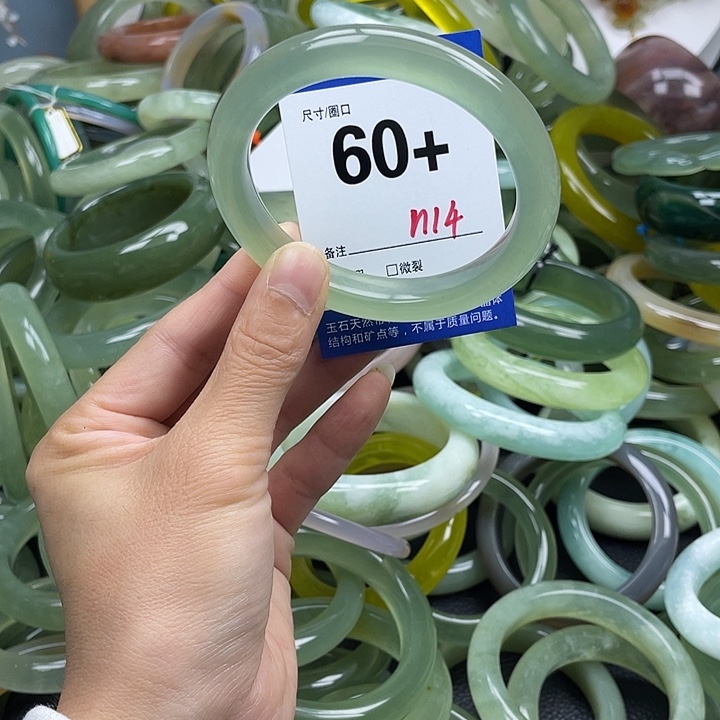 尺寸/圈口
60+
n14
备注
□微裂
玉石天然
结构和矿点等，不属于质量问题。